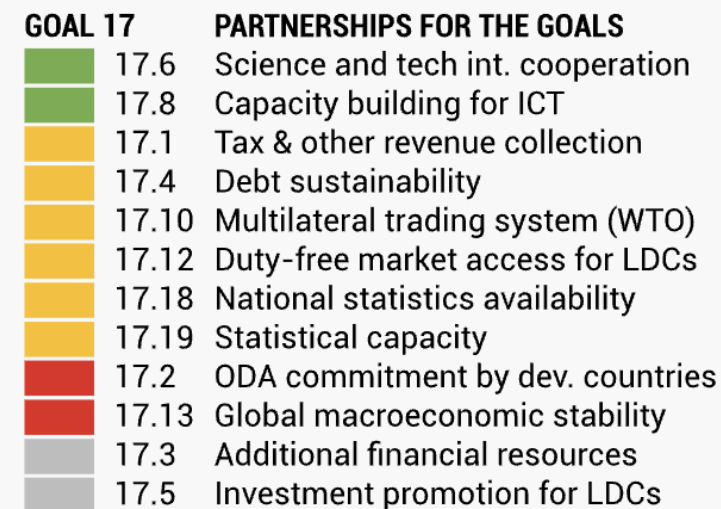 GOAL 17 PARTNERSHIPS FOR THE GOALS
17.6 Science and tech int. cooperation
17.8 Capacity building for ICT
17.1 Tax & other revenue collection
17.4 Debt sustainability
17.10 Multilateral trading system (WTO)
17.12 Duty-free market access for LDCs
17.18 National statistics availability
17.19 Statistical capacity
17.2 ODA commitment by dev. countries
17.13 Global macroeconomic stability
17.3 Additional financial resources
17.5 Investment promotion for LDCs